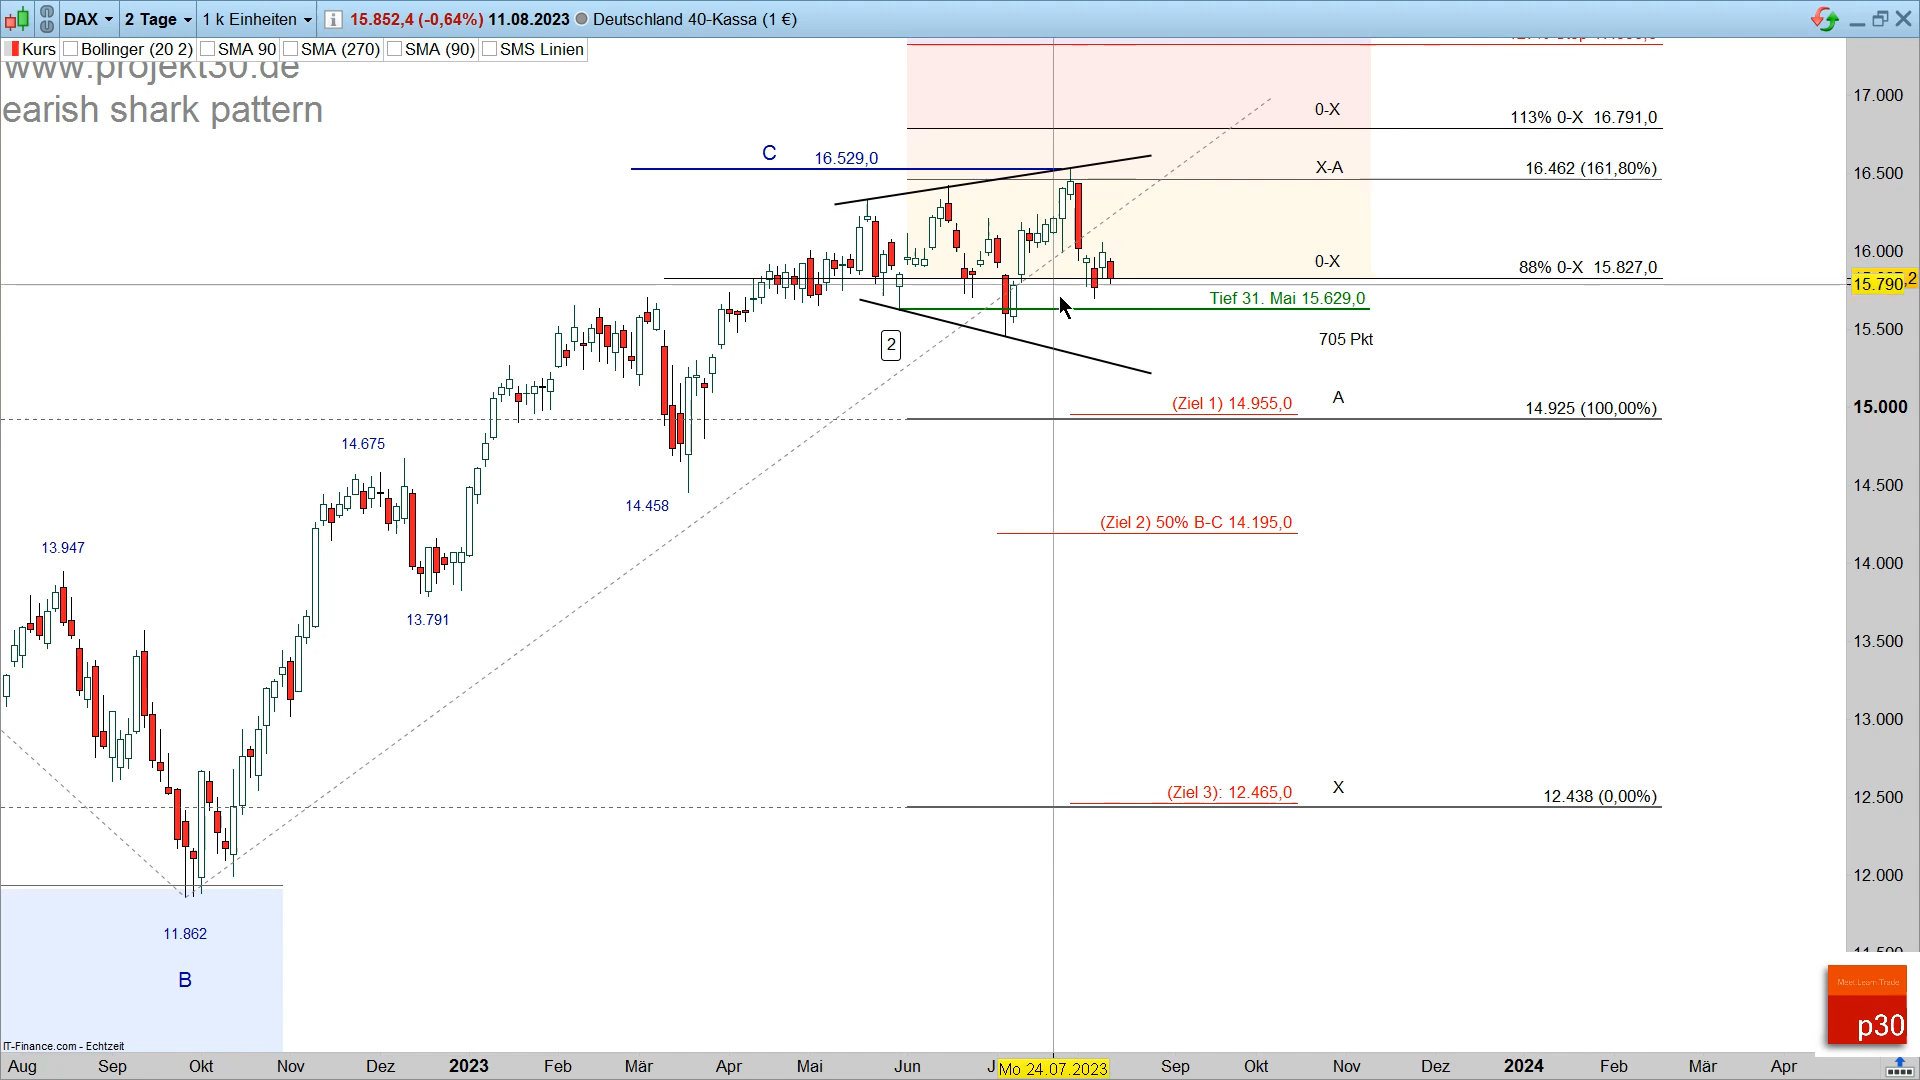 DAX 2 Tage 1 k Einheiten 15.852,4 (-0,64%) 11.08.2023 Deutschland 40-Kassa (1 €)
Kurs Bollinger (20 2) SMA 90 SMA (270) SMA (90) SMS Linien
www.projekt30.de
earish shark pattern
17.000
0-X
113% 0-X 16.791,0
C 16.529,0
X-A
16.462 (161,80%)
16.500
16.000
0-X
88% 0-X 15.827,0
15.790
Tief 31. Mai 15.629,0
15.500
705 Pkt
2
(Ziel 1) 14.955,0
A
14.925 (100,00%)
15.000
14.675
14.500
14.458
(Ziel 2) 50% B-C 14.195,0
13.947
14.000
13.791
13.500
13.000
(Ziel 3): 12.465,0
X
12.438 (0,00%)
12.500
12.000
11.862
B
Meet.Learn.Trade
p30
IT-Finance.com - Echtzeit
Aug Sep Okt Nov Dez 2023 Feb Mär Apr Mai Jun J Mo 24.07.2023 Sep Okt Nov Dez 2024 Feb Mär Apr